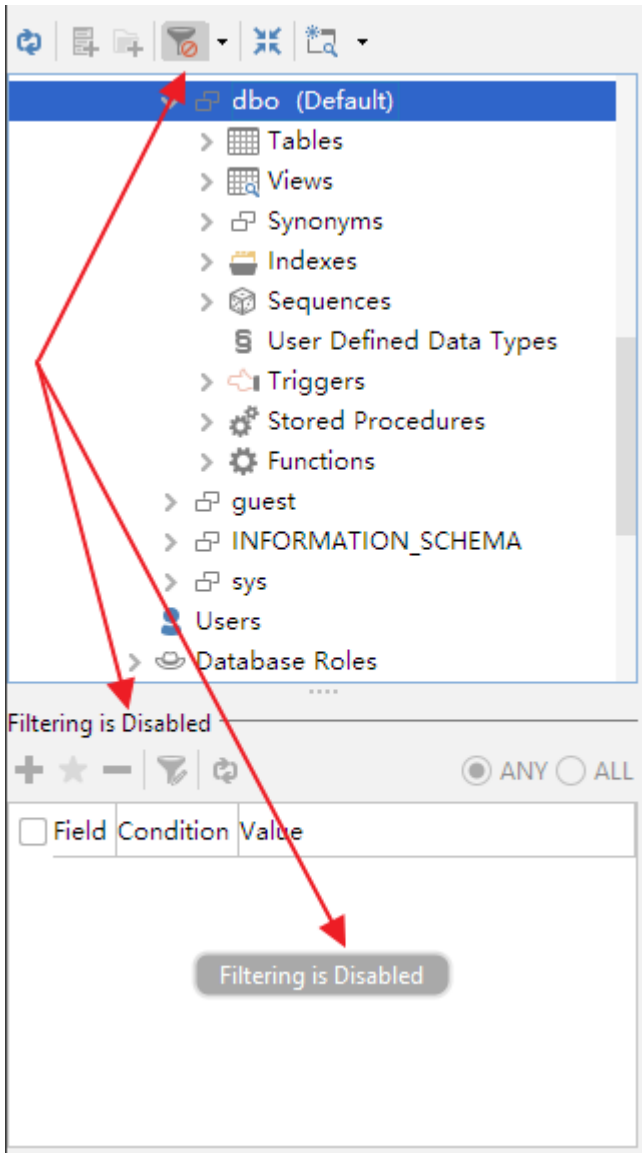 dbo (Default)
Tables
Views
Synonyms
Indexes
Sequences
User Defined Data Types
Triggers
Stored Procedures
Functions
guest
INFORMATION_SCHEMA
sys
Users
Database Roles
Filtering is Disabled
ANY ALL
Field Condition Value
Filtering is Disabled